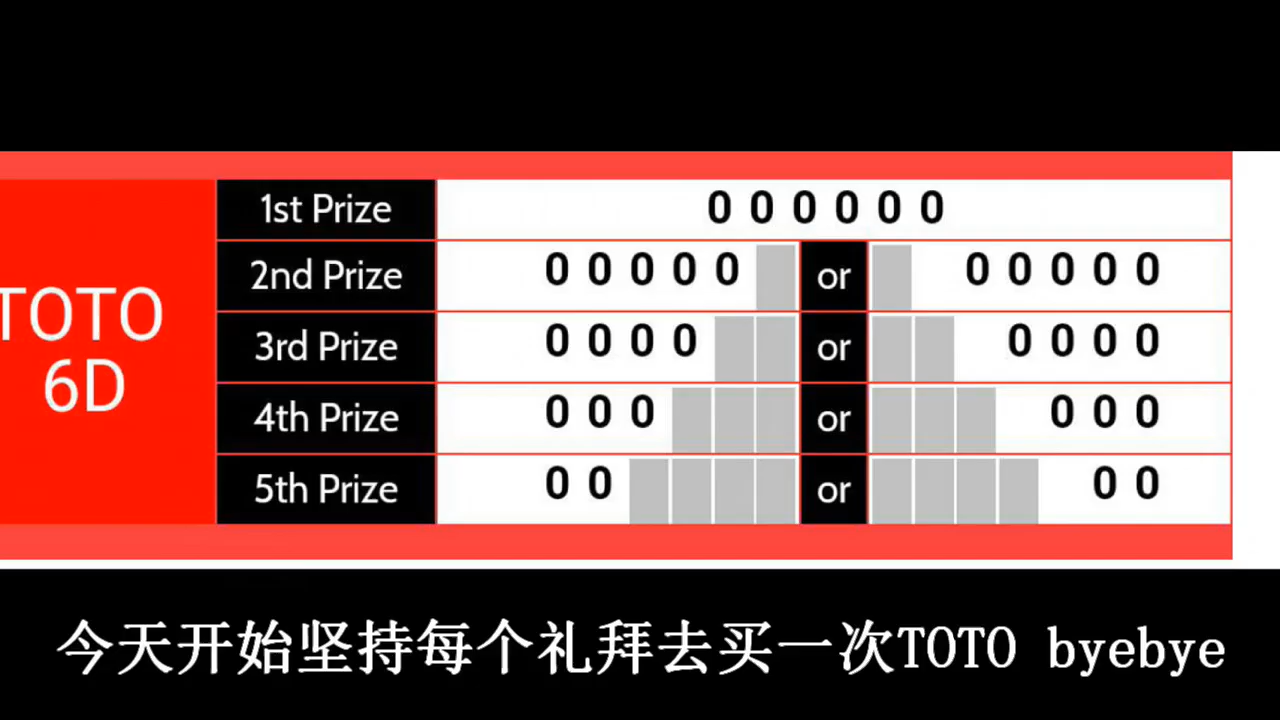 TOTO
6D
1st Prize 0 0 0 0 0 0
2nd Prize 0 0 0 0 0 or 0 0 0 0 0
3rd Prize 0 0 0 0 or 0 0 0 0
4th Prize 0 0 0 or 0 0 0
5th Prize 0 0 or 0 0
今天开始坚持每个礼拜去买一次TOTO byebye